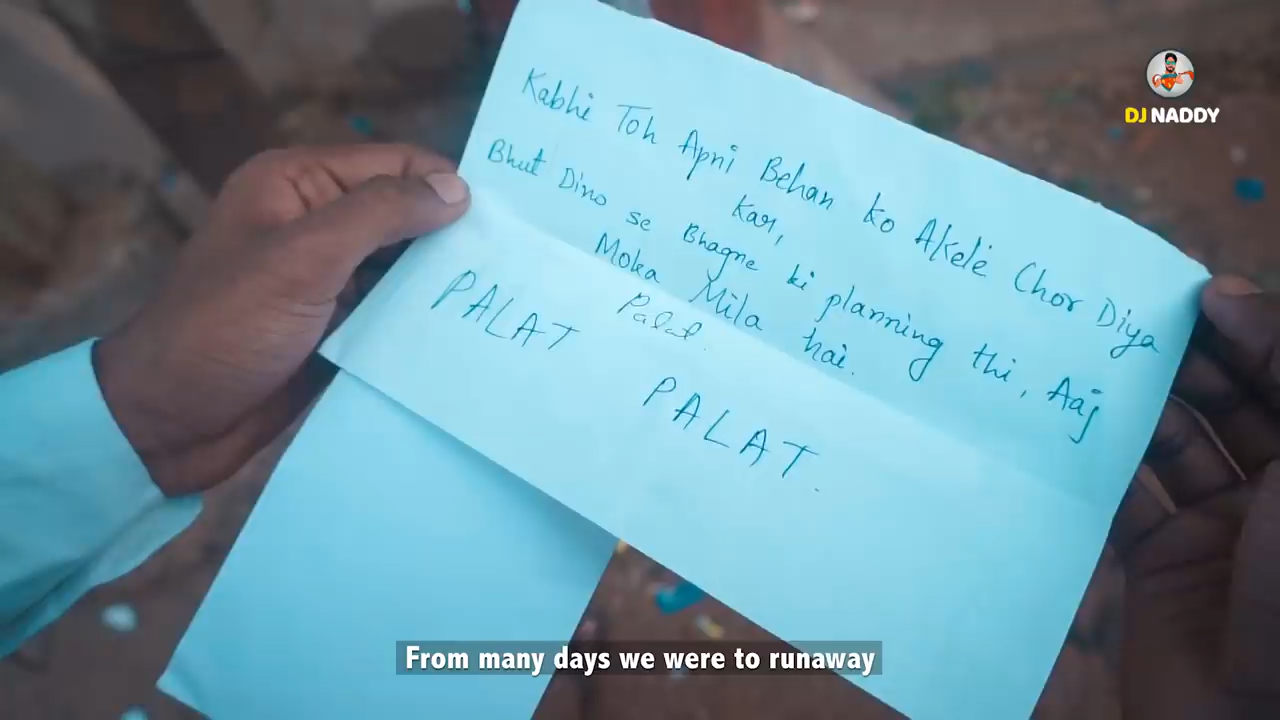 DJ NADDY
Kabhi Toh Apni Behan ko Akele Chor Diya
Kar,
Bhut Dino se Bhagne ki planning thi, Aaj
Moka Mila hai.
Palat.
PALAT
PALAT.
From many days we were to runaway